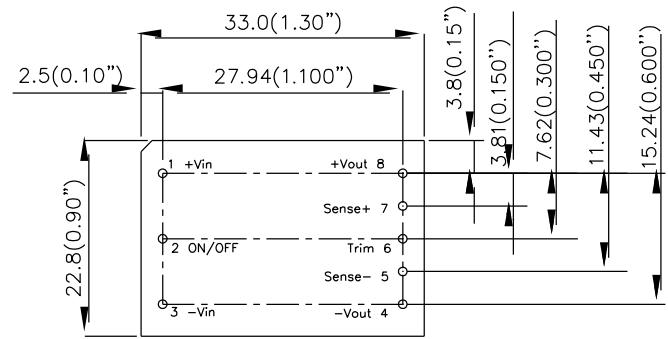 33.0(1.30")
2.5(0.10")
27.94(1.100")
3.8(0.15")
3.81(0.150")
7.62(0.300")
11.43(0.450")
15.24(0.600")
22.8(0.90")
1 +Vin
+Vout 8
Sense+ 7
2 ON/OFF
Trim 6
Sense- 5
3 -Vin
-Vout 4